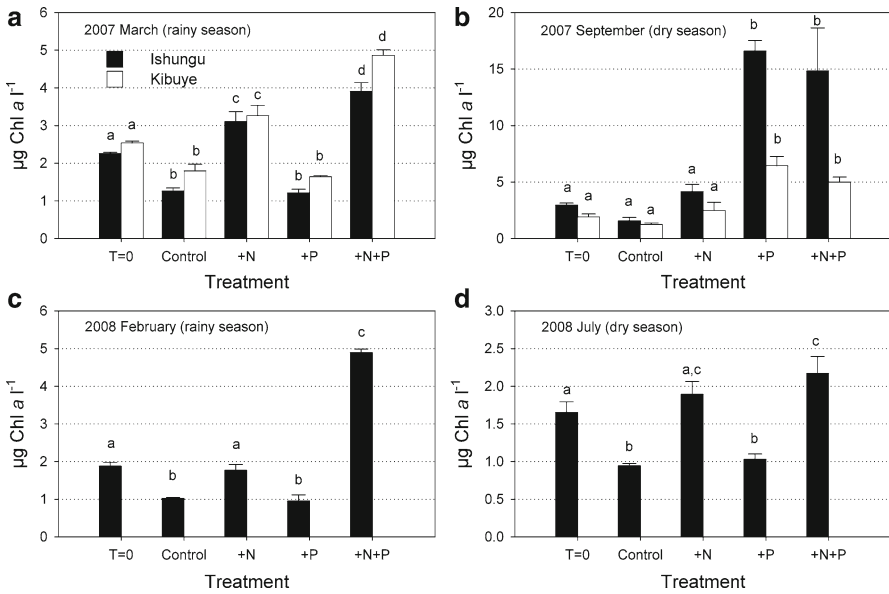 a
2007 March (rainy season)
Ishungu
Kibuye
µg Chl a l-1
6
5
4
3
2
1
0
a a
b b
c c
b b
d d
T=0 Control +N +P +N+P
Treatment
b
2007 September (dry season)
µg Chl a l-1
20
15
10
5
0
a a
a a
a a
b b
b b
T=0 Control +N +P +N+P
Treatment
c
2008 February (rainy season)
µg Chl a l-1
6
5
4
3
2
1
0
a b a b c
T=0 Control +N +P +N+P
Treatment
d
2008 July (dry season)
µg Chl a l-1
3.0
2.5
2.0
1.5
1.0
0.5
0.0
a b a,c b c
T=0 Control +N +P +N+P
Treatment